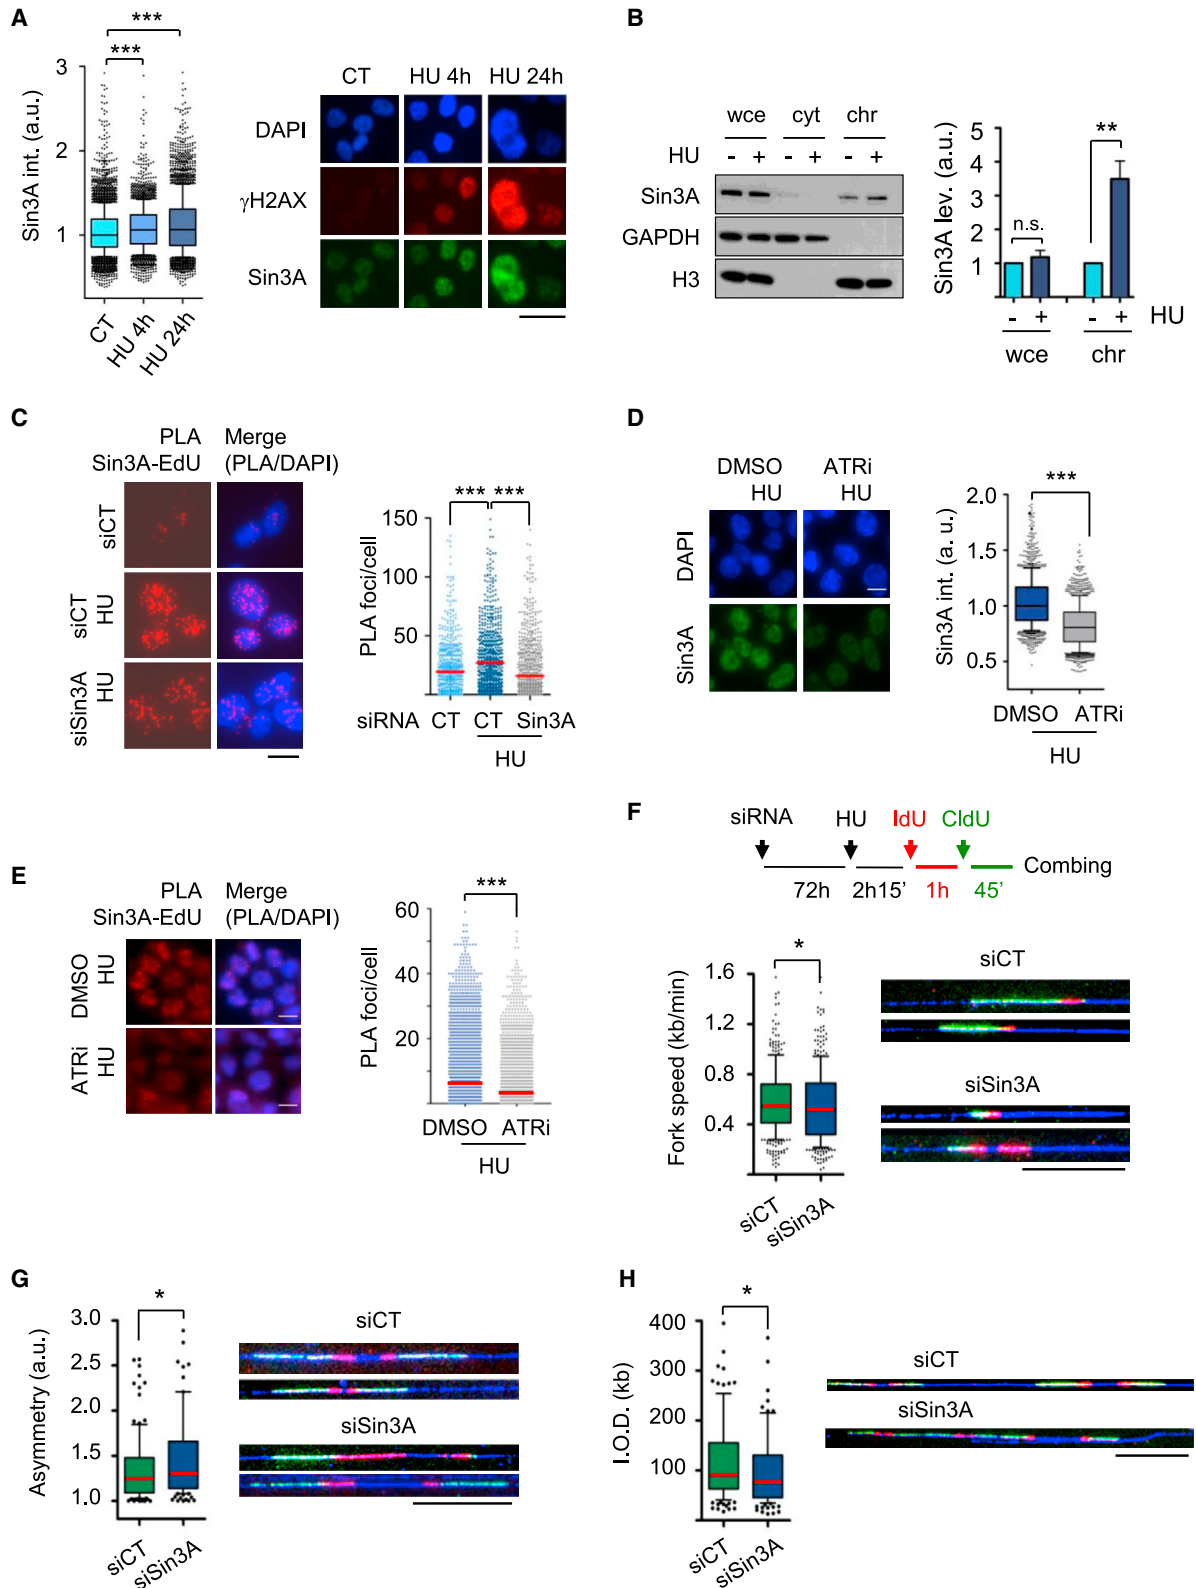 A
***
***
3
2
1
Sin3A int. (a.u.)
CT
HU 4h
HU 24h
CT HU 4h HU 24h
DAPI
γH2AX
Sin3A
B
wce cyt chr
HU - + - + - +
Sin3A
GAPDH
H3
Sin3A lev. (a.u.)
5
4
3
2
1
0
n.s.
**
- + - + HU
wce chr
C
PLA Merge
Sin3A-EdU (PLA/DAPI)
siCT
siCT HU
siSin3A HU
*** ***
150
100
50
PLA foci/cell
siRNA CT CT Sin3A
HU
D
DMSO ATRi
HU HU
DAPI
Sin3A
***
2.0
1.5
1.0
0.5
Sin3A int. (a. u.)
DMSO ATRi
HU
E
PLA Merge
Sin3A-EdU (PLA/DAPI)
DMSO HU
ATRi HU
***
60
40
20
PLA foci/cell
DMSO ATRi
HU
F
siRNA HU IdU CldU
Combing
72h 2h15’ 1h 45’
*
1.6
1.2
0.8
0.4
Fork speed (kb/min)
siCT
siSin3A
siCT
siSin3A
G
*
3.0
2.5
2.0
1.5
1.0
Asymmetry (a.u.)
siCT
siSin3A
siCT
siSin3A
H
*
400
300
200
100
I.O.D. (kb)
siCT
siSin3A
siCT
siSin3A